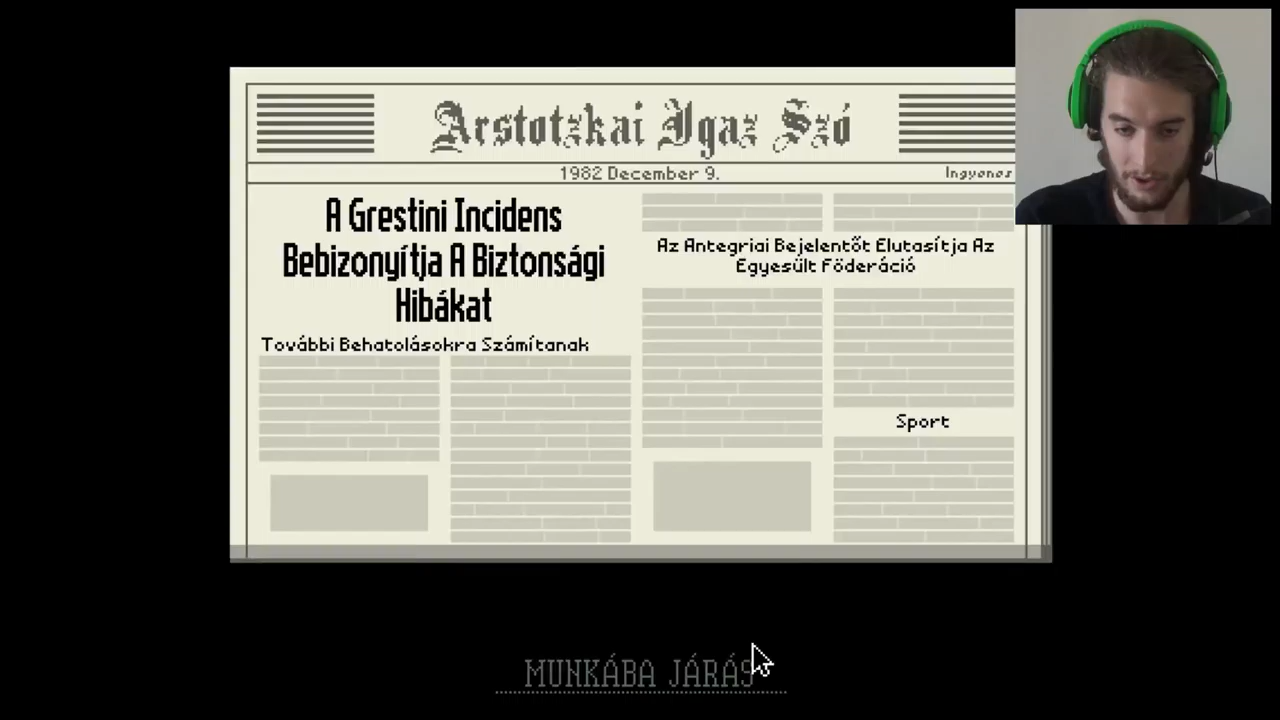 Arstotzkai Igaz Szó
1982 December 9.
Ingyenes
A Grestini Incidens
Bebizonyítja A Biztonsági
Hibákat
További Behatolásokra Számítanak
Az Antegriai Bejelentőt Elutasítja Az
Egyesült Föderáció
Sport
MUNKÁBA JÁRÁS